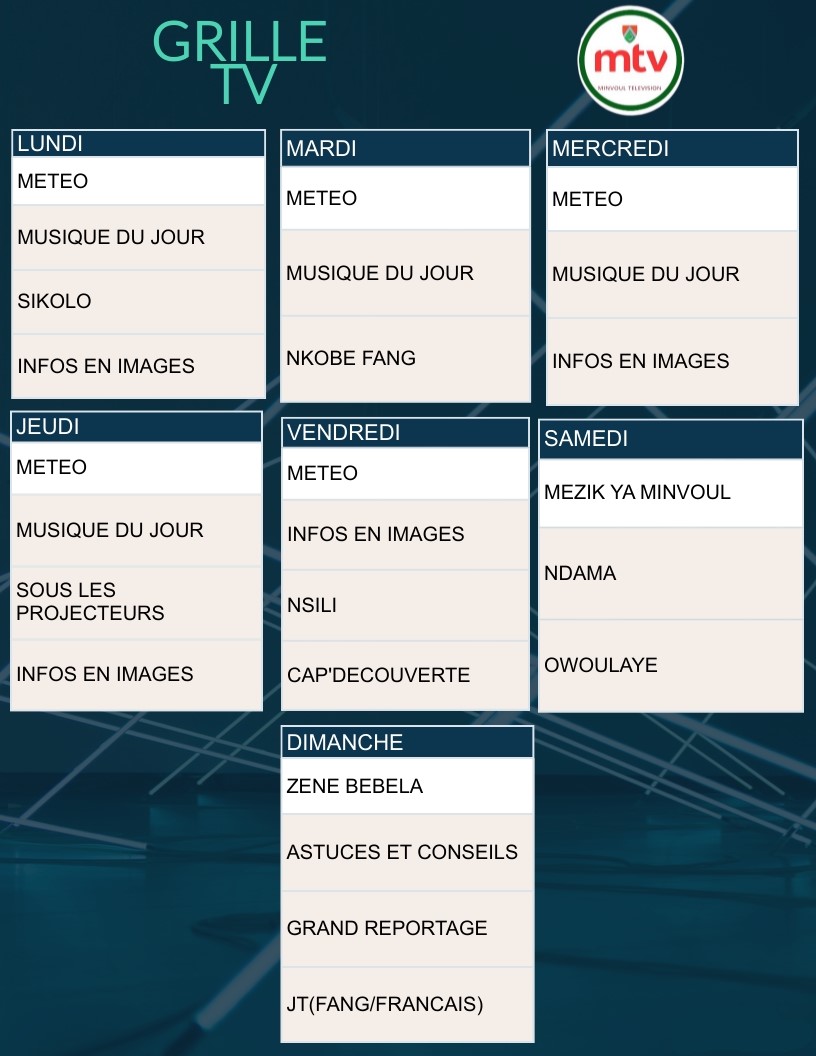 GRILLE
TV
mtv
MINVOUL TELEVISION
LUNDI
METEO
MUSIQUE DU JOUR
SIKOLO
INFOS EN IMAGES
MARDI
METEO
MUSIQUE DU JOUR
NKOBE FANG
MERCREDI
METEO
MUSIQUE DU JOUR
INFOS EN IMAGES
JEUDI
METEO
MUSIQUE DU JOUR
SOUS LES
PROJECTEURS
INFOS EN IMAGES
VENDREDI
METEO
INFOS EN IMAGES
NSILI
CAP'DECOUVERTE
SAMEDI
MEZIK YA MINVOUL
NDAMA
OWOULAYE
DIMANCHE
ZENE BEBELA
ASTUCES ET CONSEILS
GRAND REPORTAGE
JT(FANG/FRANCAIS)